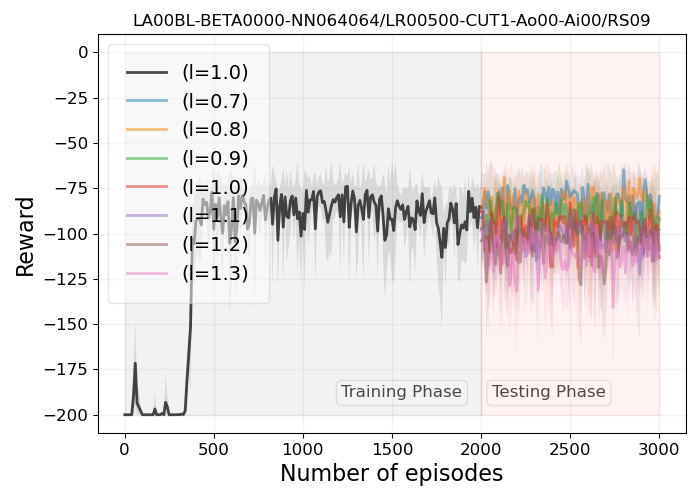 LA00BL-BETA0000-NN064064/LR00500-CUT1-Ao00-Ai00/RS09
0
−25
−50
−75
−100
−125
−150
−175
−200
Reward
(l=1.0)
(l=0.7)
(l=0.8)
(l=0.9)
(l=1.0)
(l=1.1)
(l=1.2)
(l=1.3)
Training Phase
Testing Phase
0
500
1000
1500
2000
2500
3000
Number of episodes